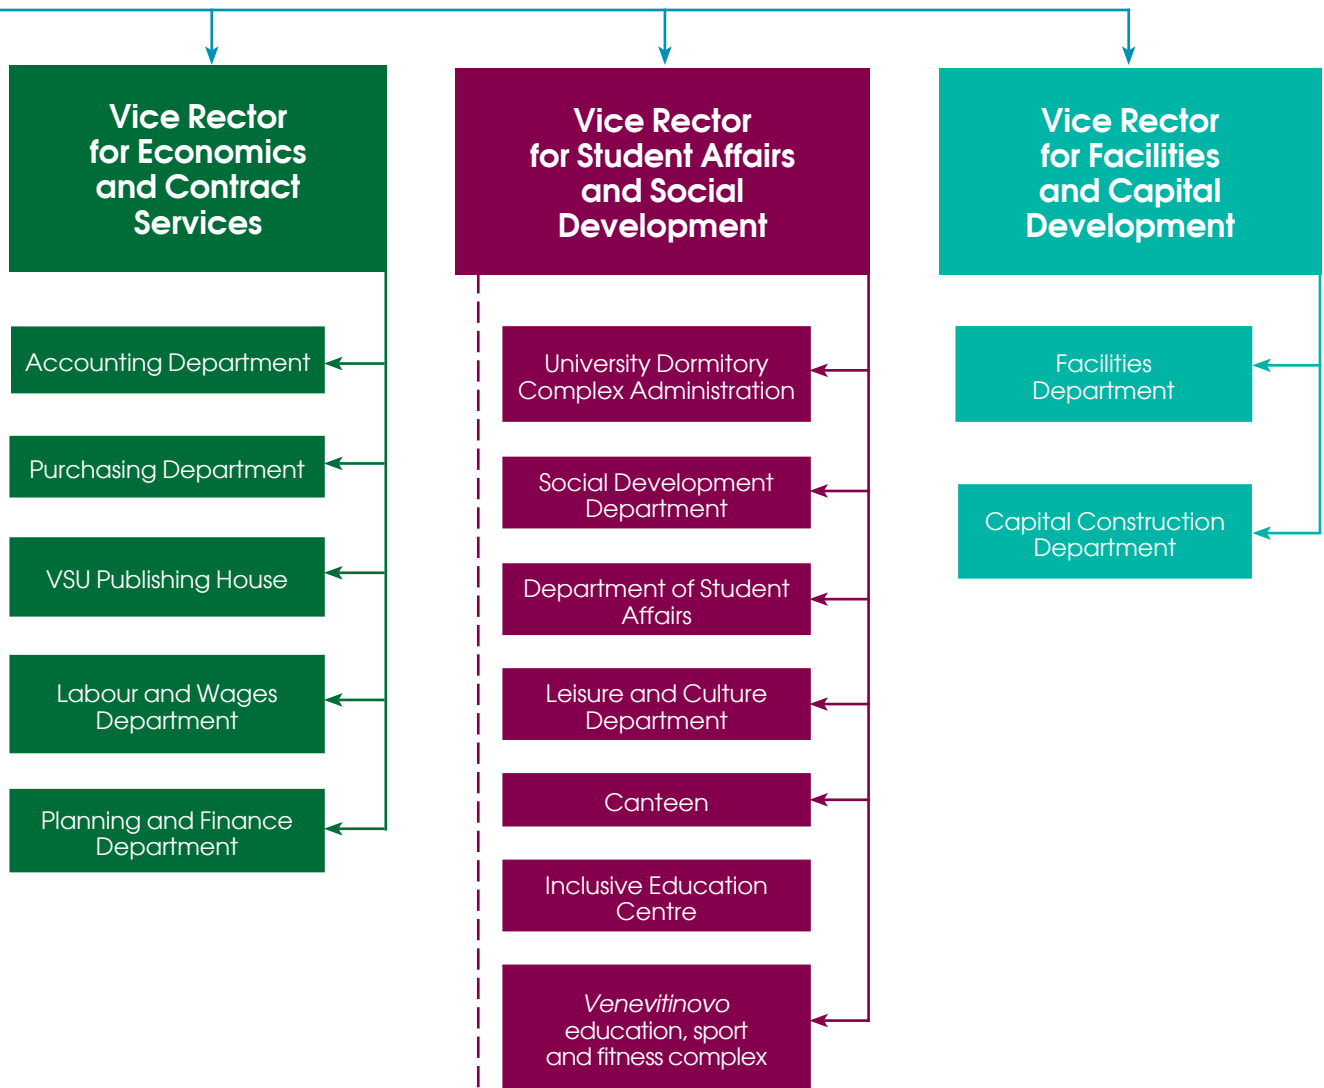 Vice Rector
for Economics
and Contract
Services
Accounting Department
Purchasing Department
VSU Publishing House
Labour and Wages
Department
Planning and Finance
Department
Vice Rector
for Student Affairs
and Social
Development
University Dormitory
Complex Administration
Social Development
Department
Department of Student
Affairs
Leisure and Culture
Department
Canteen
Inclusive Education
Centre
Venevitinovo
education, sport
and fitness complex
Vice Rector
for Facilities
and Capital
Development
Facilities
Department
Capital Construction
Department